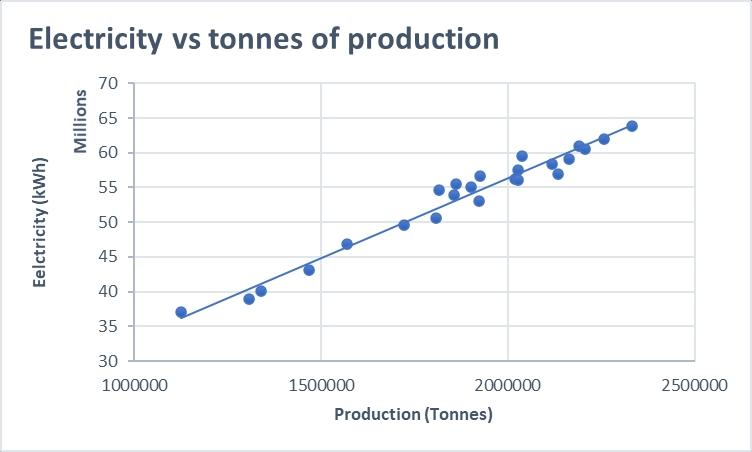 Electricity vs tonnes of production
Eelctricity (kWh)
Millions
70
65
60
55
50
45
40
35
30
1000000 1500000 2000000 2500000
Production (Tonnes)